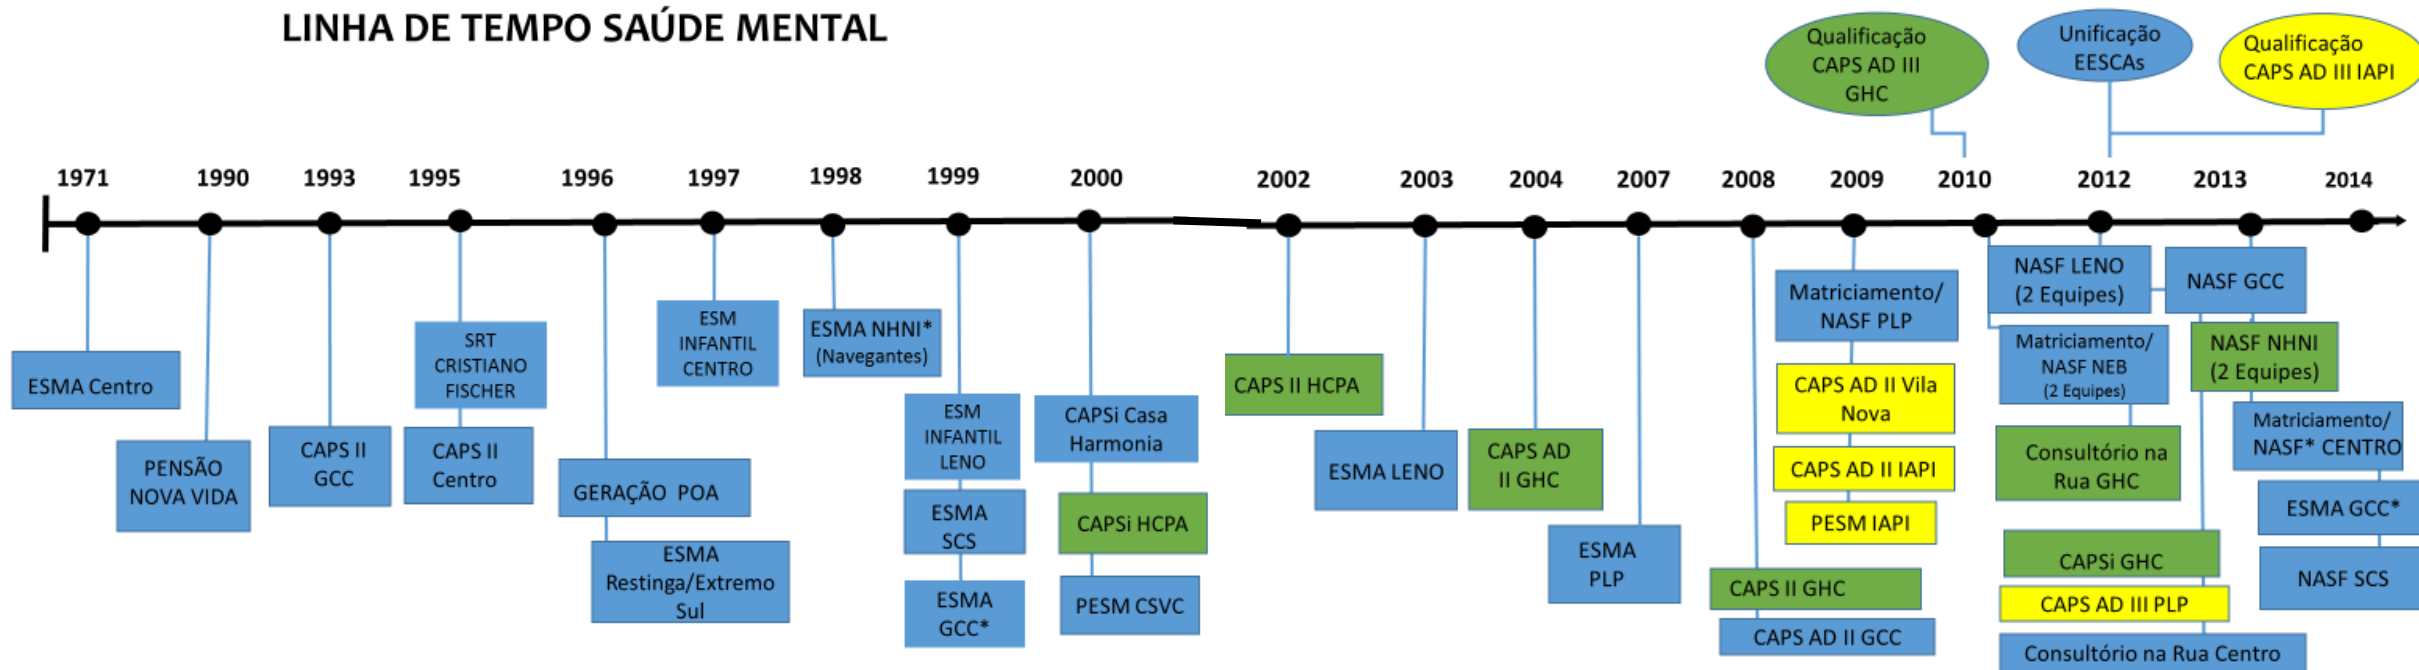 LINHA DE TEMPO SAÚDE MENTAL
Qualificação
CAPS AD III
GHC
Unificação
EESCAs
Qualificação
CAPS AD III IAPI
1971
1990
1993
1995
1996
1997
1998
1999
2000
2002
2003
2004
2007
2008
2009
2010
2012
2013
2014
ESMA Centro
PENSÃO
NOVA VIDA
CAPS II
GCC
SRT
CRISTIANO
FISCHER
CAPS II
Centro
GERAÇÃO POA
ESMA
Restinga/Extremo
Sul
ESM
INFANTIL
CENTRO
ESMA NHNI*
(Navegantes)
ESM
INFANTIL
LENO
ESMA
SCS
ESMA
GCC*
CAPSi Casa
Harmonia
CAPSi HCPA
PESM CSVC
CAPS II HCPA
ESMA LENO
CAPS AD
II GHC
ESMA
PLP
CAPS II GHC
CAPS AD II GCC
Matriciamento/
NASF PLP
CAPS AD II Vila
Nova
CAPS AD II IAPI
PESM IAPI
NASF LENO
(2 Equipes)
Matriciamento/
NASF NEB
(2 Equipes)
Consultório na
Rua GHC
CAPSi GHC
CAPS AD III PLP
Consultório na Rua Centro
NASF GCC
NASF NHNI
(2 Equipes)
Matriciamento/
NASF* CENTRO
ESMA GCC*
NASF SCS